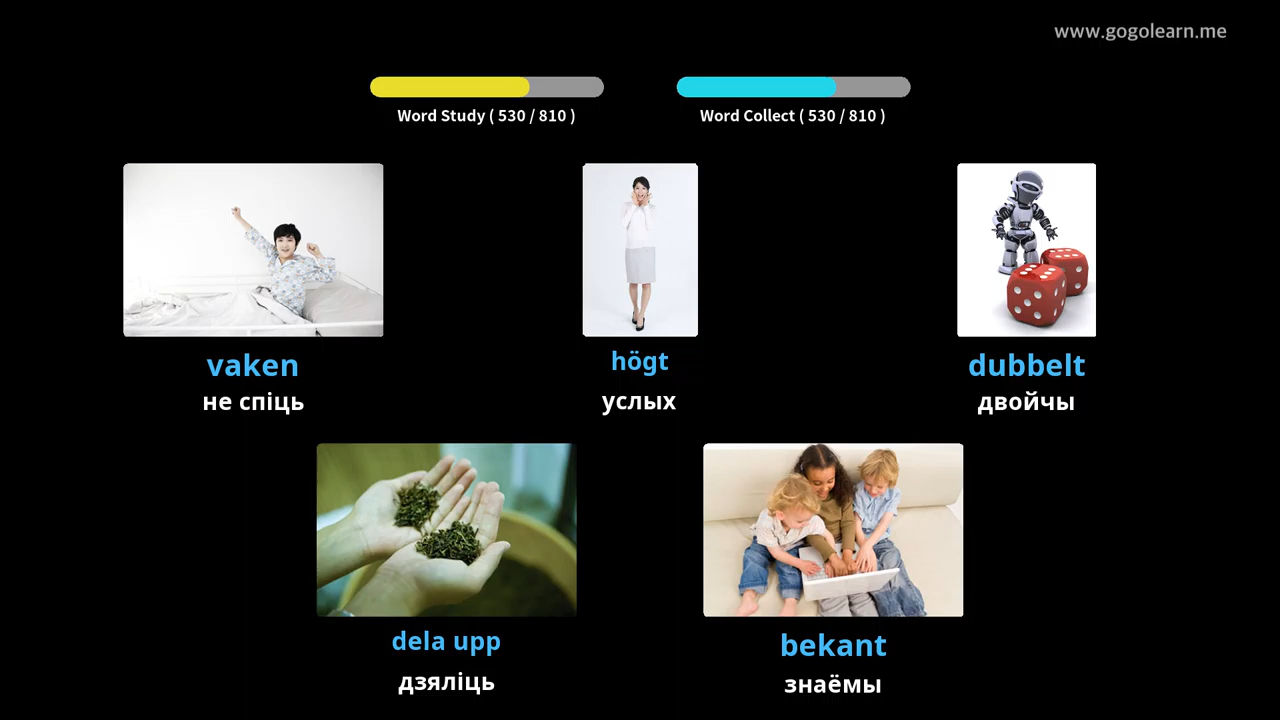 www.gogolearn.me
Word Study ( 530 / 810 )
Word Collect ( 530 / 810 )
vaken
не спіць
högt
услых
dubbelt
двойчы
dela upp
дзяліць
bekant
знаёмы